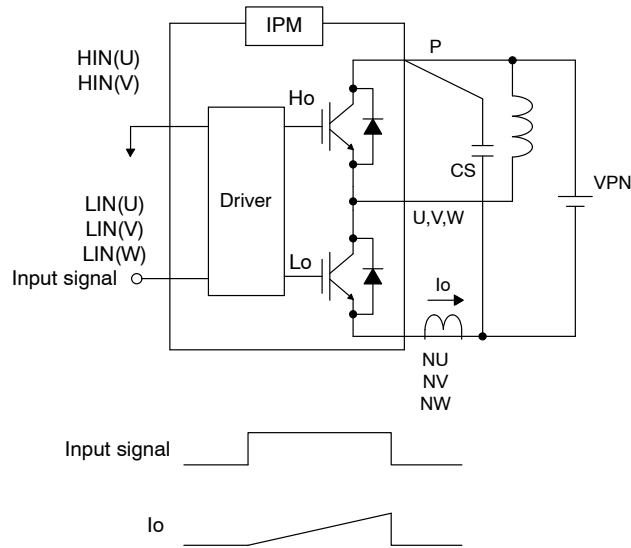 IPM
P
HIN(U)
HIN(V)
Ho
CS
VPN
Driver
U,V,W
LIN(U)
LIN(V)
LIN(W)
Lo
Io
Input signal
NU
NV
NW
Input signal
Io